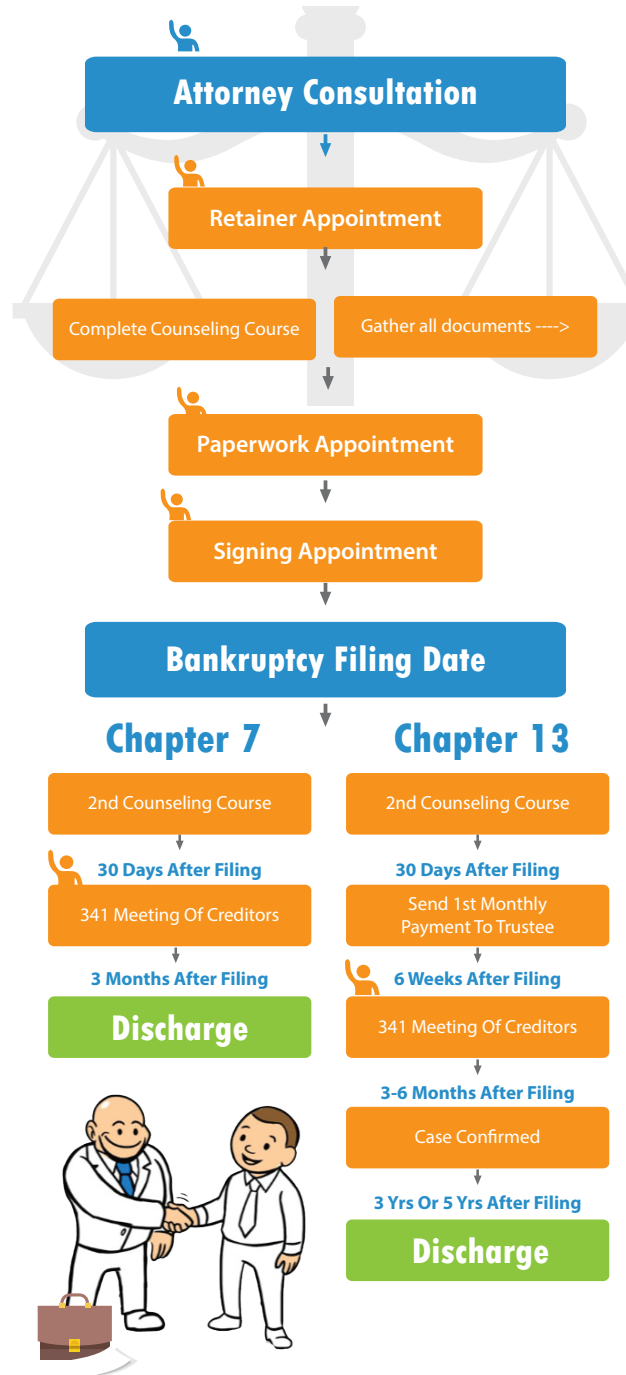 Attorney Consultation
Retainer Appointment
Complete Counseling Course
Gather all documents ---->
Paperwork Appointment
Signing Appointment
Bankruptcy Filing Date
Chapter 7
2nd Counseling Course
30 Days After Filing
341 Meeting Of Creditors
3 Months After Filing
Discharge
Chapter 13
2nd Counseling Course
30 Days After Filing
Send 1st Monthly
Payment To Trustee
6 Weeks After Filing
341 Meeting Of Creditors
3-6 Months After Filing
Case Confirmed
3 Yrs Or 5 Yrs After Filing
Discharge